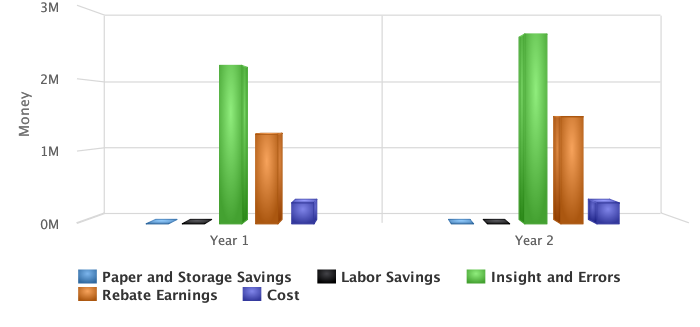 3M
2M
1M
0M
Money
Year 1 Year 2
Paper and Storage Savings Labor Savings Insight and Errors
Rebate Earnings Cost